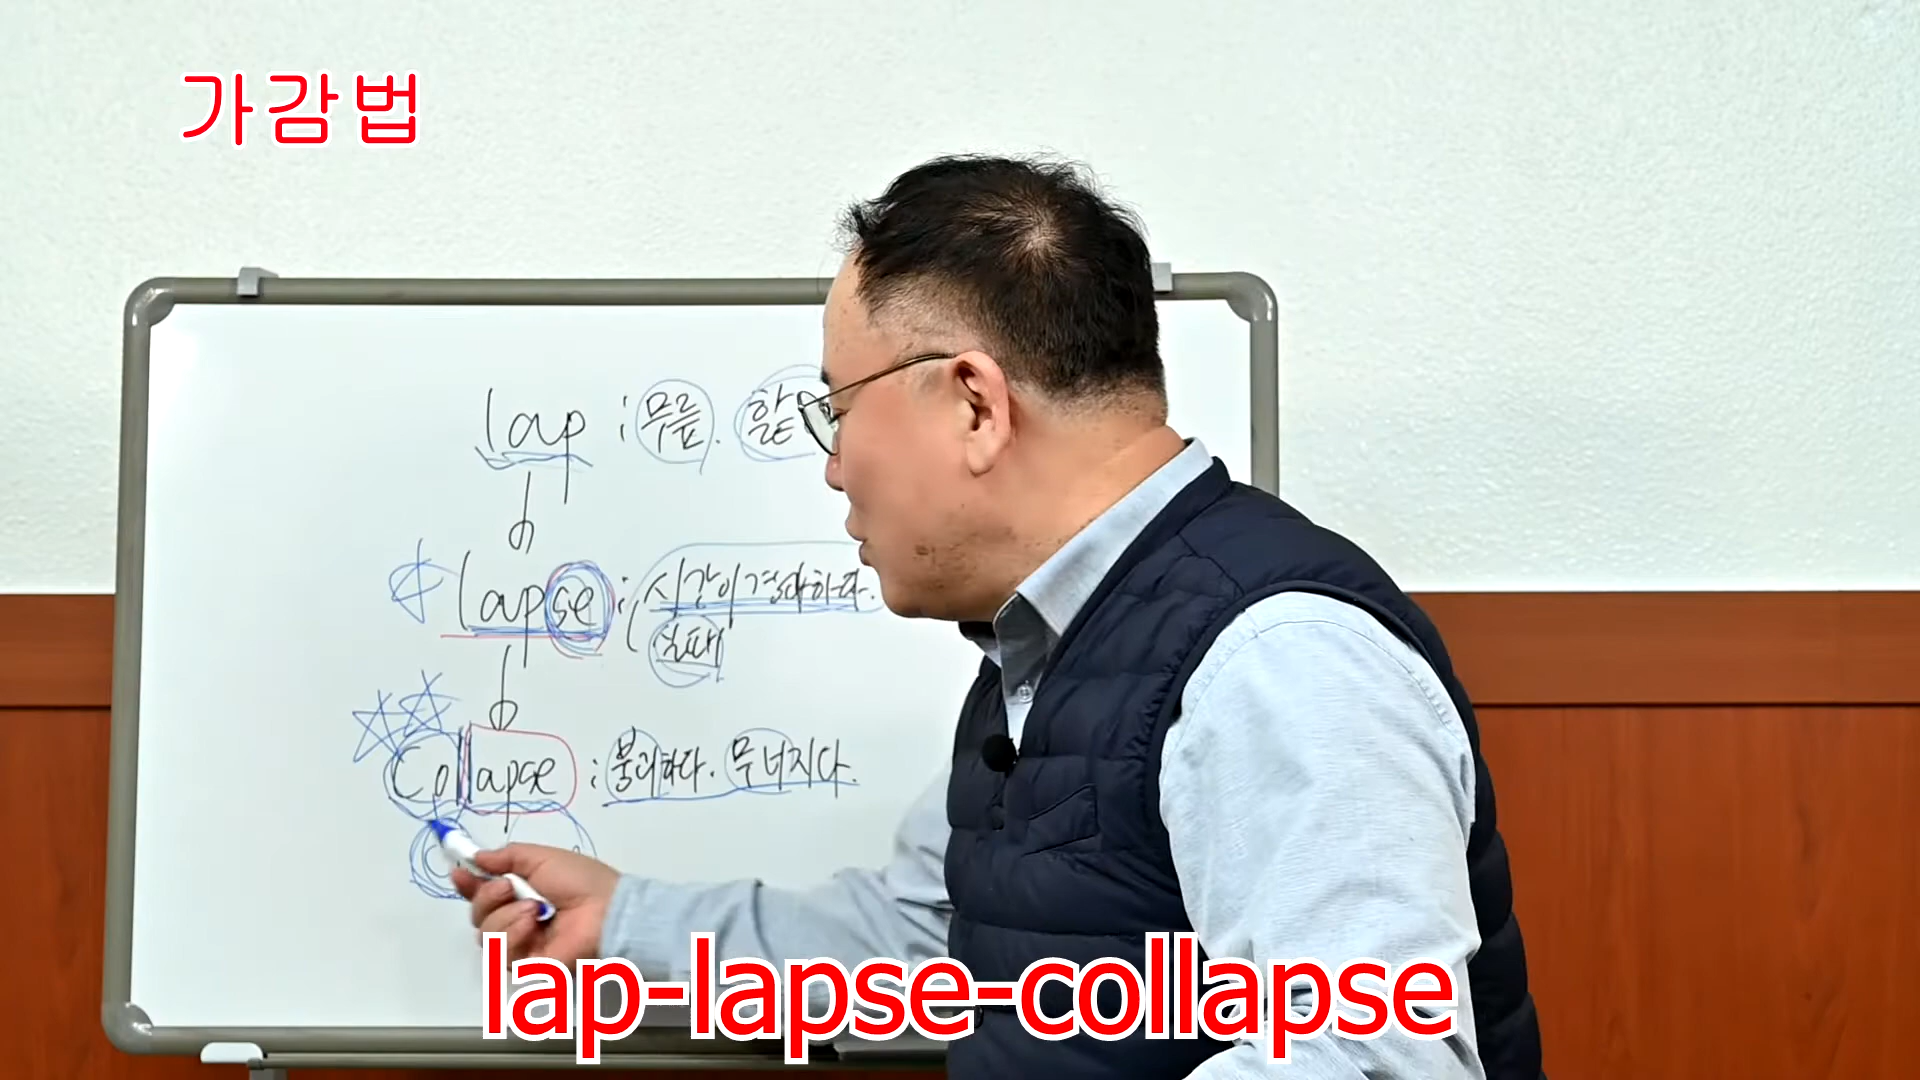 가감법
lap : 무릎. 핥
lapse : 시간이 경과하다.
실패
Collapse : 붕괴하다. 무너지다.
lap-lapse-collapse